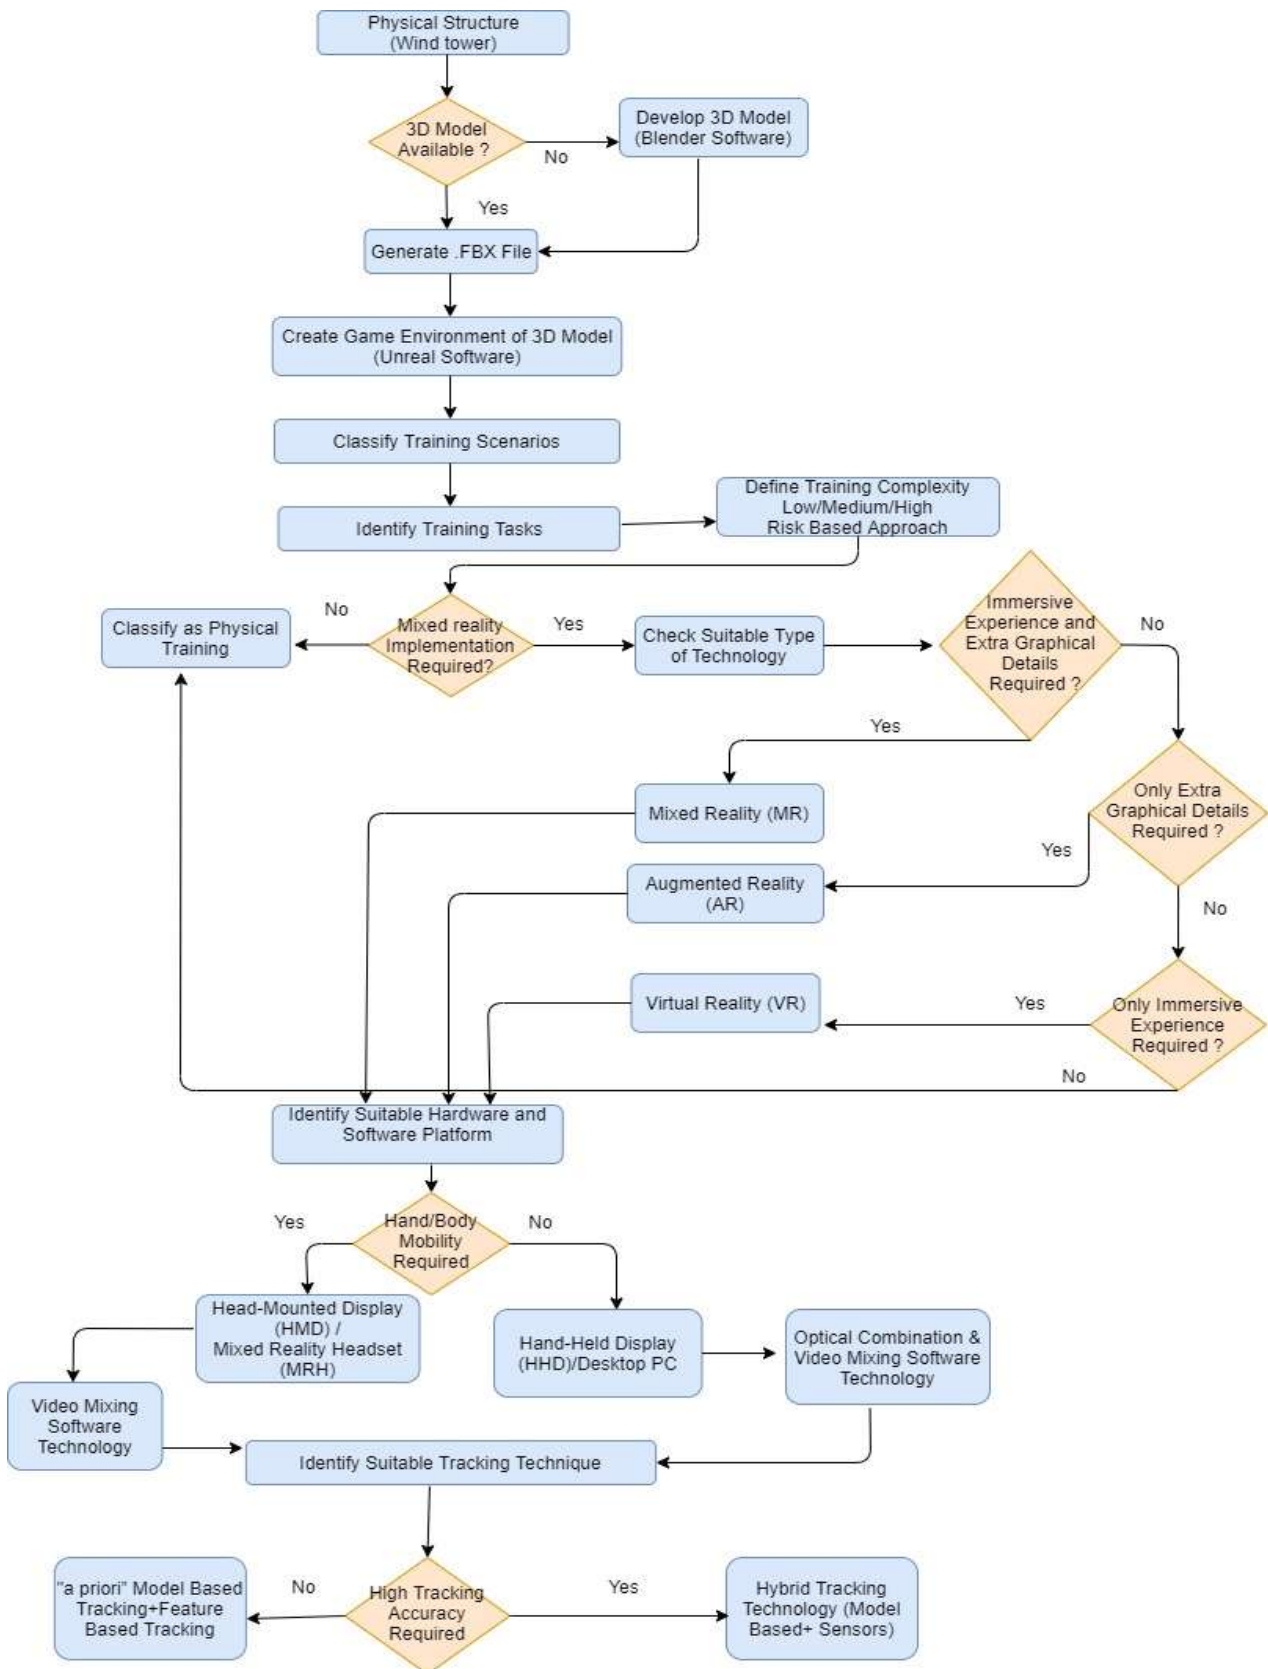 Physical Structure
(Wind tower)
3D Model
Available ?
No
Develop 3D Model
(Blender Software)
Yes
Generate .FBX File
Create Game Environment of 3D Model
(Unreal Software)
Classify Training Scenarios
Identify Training Tasks
Define Training Complexity
Low/Medium/High
Risk Based Approach
Classify as Physical
Training
No
Mixed reality
Implementation
Required?
Yes
Check Suitable Type
of Technology
Immersive
Experience and
Extra Graphical
Details
Required ?
No
Yes
Mixed Reality (MR)
Only Extra
Graphical Details
Required ?
Yes
Augmented Reality
(AR)
No
Virtual Reality (VR)
Yes
Only Immersive
Experience
Required ?
No
Identify Suitable Hardware and
Software Platform
Yes
Hand/Body
Mobility
Required
No
Head-Mounted Display
(HMD) /
Mixed Reality Headset
(MRH)
Hand-Held Display
(HHD)/Desktop PC
Optical Combination &
Video Mixing Software
Technology
Video Mixing
Software
Technology
Identify Suitable Tracking Technique
"a priori" Model Based
Tracking+Feature
Based Tracking
No
High Tracking
Accuracy
Required
Yes
Hybrid Tracking
Technology (Model
Based+ Sensors)